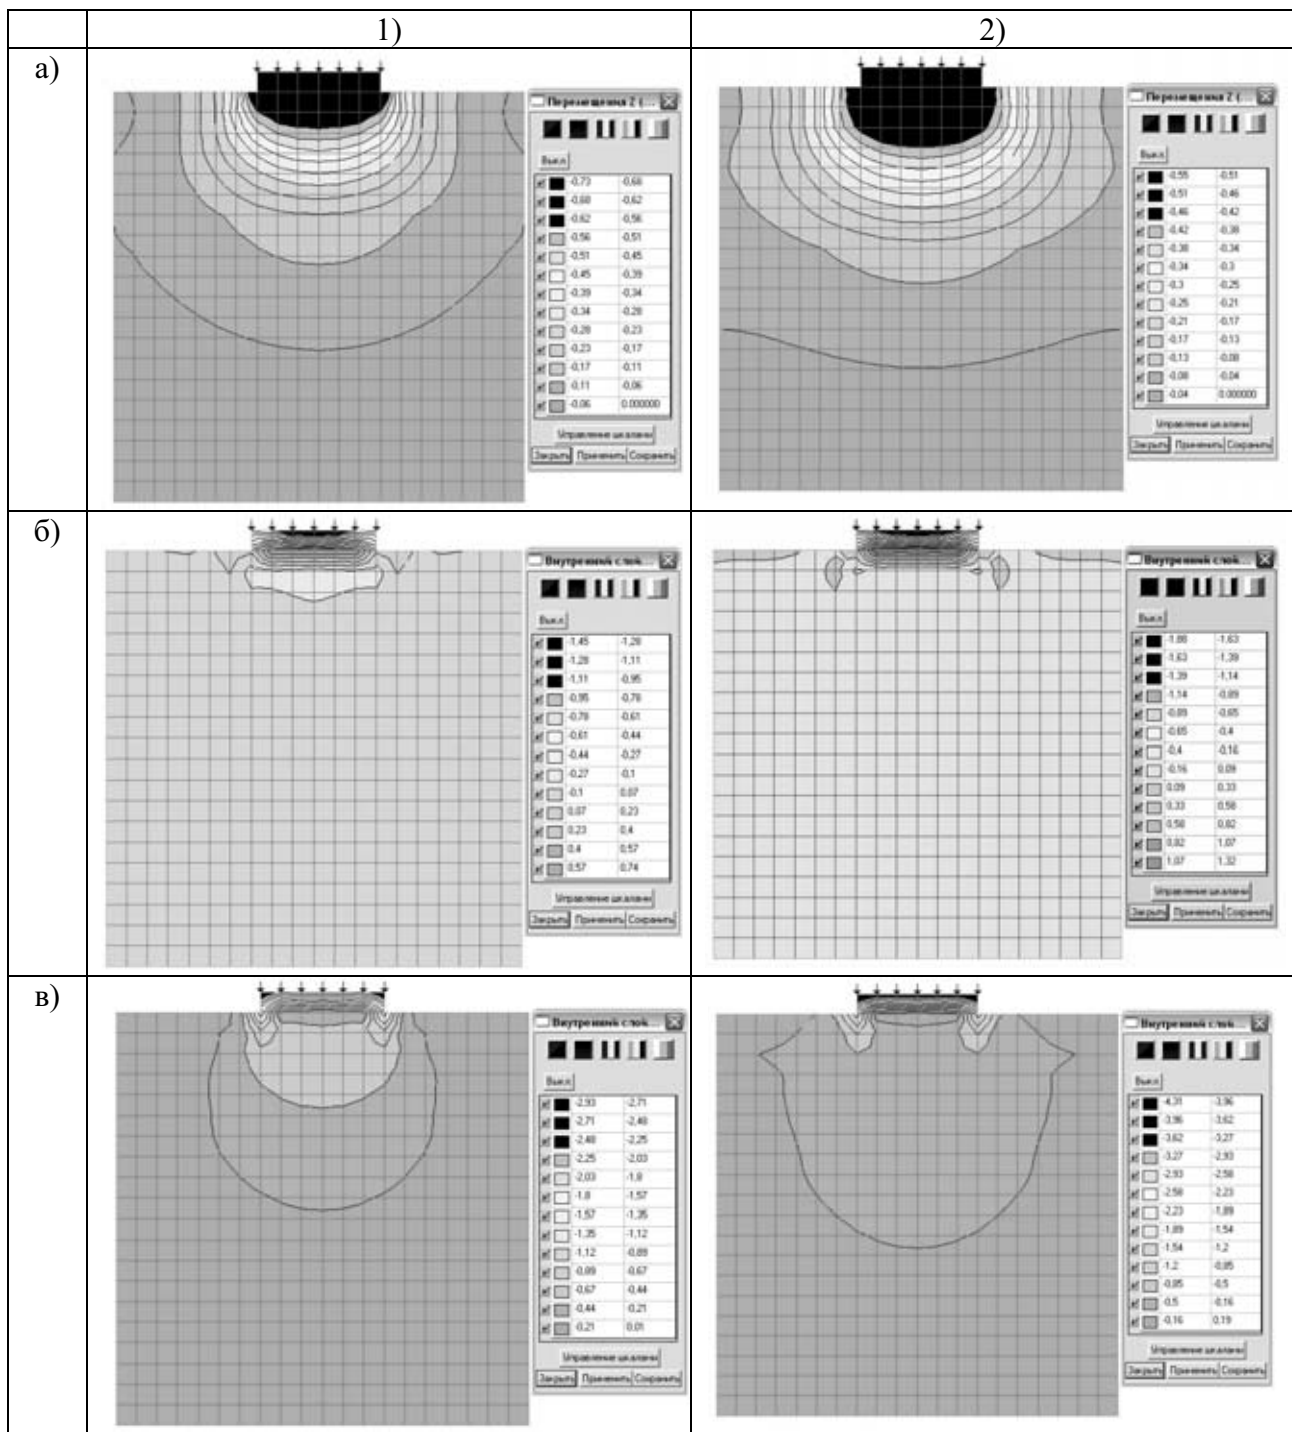 1)
2)
а)
Перемещения Z (...
Выкл
-0,73 -0,68
-0,68 -0,62
-0,62 -0,56
-0,56 -0,51
-0,51 -0,45
-0,45 -0,39
-0,39 -0,34
-0,34 -0,28
-0,28 -0,23
-0,23 -0,17
-0,17 -0,11
-0,11 -0,06
-0,06 0.000000
Управление шкалами
Закрыть Применить Сохранить
Перемещения Z (...
Выкл
-0,55 -0,51
-0,51 -0,46
-0,46 -0,42
-0,42 -0,38
-0,38 -0,34
-0,34 -0,3
-0,3 -0,25
-0,25 -0,21
-0,21 -0,17
-0,17 -0,13
-0,13 -0,08
-0,08 -0,04
-0,04 0.000000
Управление шкалами
Закрыть Применить Сохранить
б)
Внутренний слой...
Выкл
-1,45 -1,28
-1,28 -1,11
-1,11 -0,95
-0,95 -0,78
-0,78 -0,61
-0,61 -0,44
-0,44 -0,27
-0,27 -0,1
-0,1 0,07
0,07 0,23
0,23 0,4
0,4 0,57
0,57 0,74
Управление шкалами
Закрыть Применить Сохранить
Внутренний слой...
Выкл
-1,88 -1,63
-1,63 -1,39
-1,39 -1,14
-1,14 -0,89
-0,89 -0,65
-0,65 -0,4
-0,4 -0,16
-0,16 0,09
0,09 0,33
0,33 0,58
0,58 0,82
0,82 1,07
1,07 1,32
Управление шкалами
Закрыть Применить Сохранить
в)
Внутренний слой...
Выкл
-2,93 -2,71
-2,71 -2,48
-2,48 -2,25
-2,25 -2,03
-2,03 -1,8
-1,8 -1,57
-1,57 -1,35
-1,35 -1,12
-1,12 -0,89
-0,89 -0,67
-0,67 -0,44
-0,44 -0,21
-0,21 0,01
Управление шкалами
Закрыть Применить Сохранить
Внутренний слой...
Выкл
-4,31 -3,96
-3,96 -3,62
-3,62 -3,27
-3,27 -2,93
-2,93 -2,58
-2,58 -2,23
-2,23 -1,89
-1,89 -1,54
-1,54 -1,2
-1,2 -0,85
-0,85 -0,5
-0,5 -0,16
-0,16 0,19
Управление шкалами
Закрыть Применить Сохранить